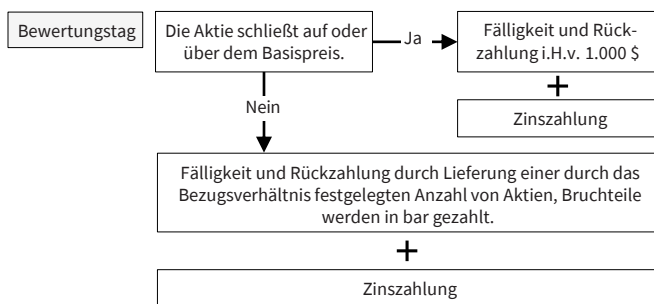 Bewertungstag
Die Aktie schließt auf oder
über dem Basispreis.
Ja
Fälligkeit und Rück-
zahlung i.H.v. 1.000 $
+
Zinszahlung
Nein
Fälligkeit und Rückzahlung durch Lieferung einer durch das
Bezugsverhältnis festgelegten Anzahl von Aktien, Bruchteile
werden in bar gezahlt.
+
Zinszahlung